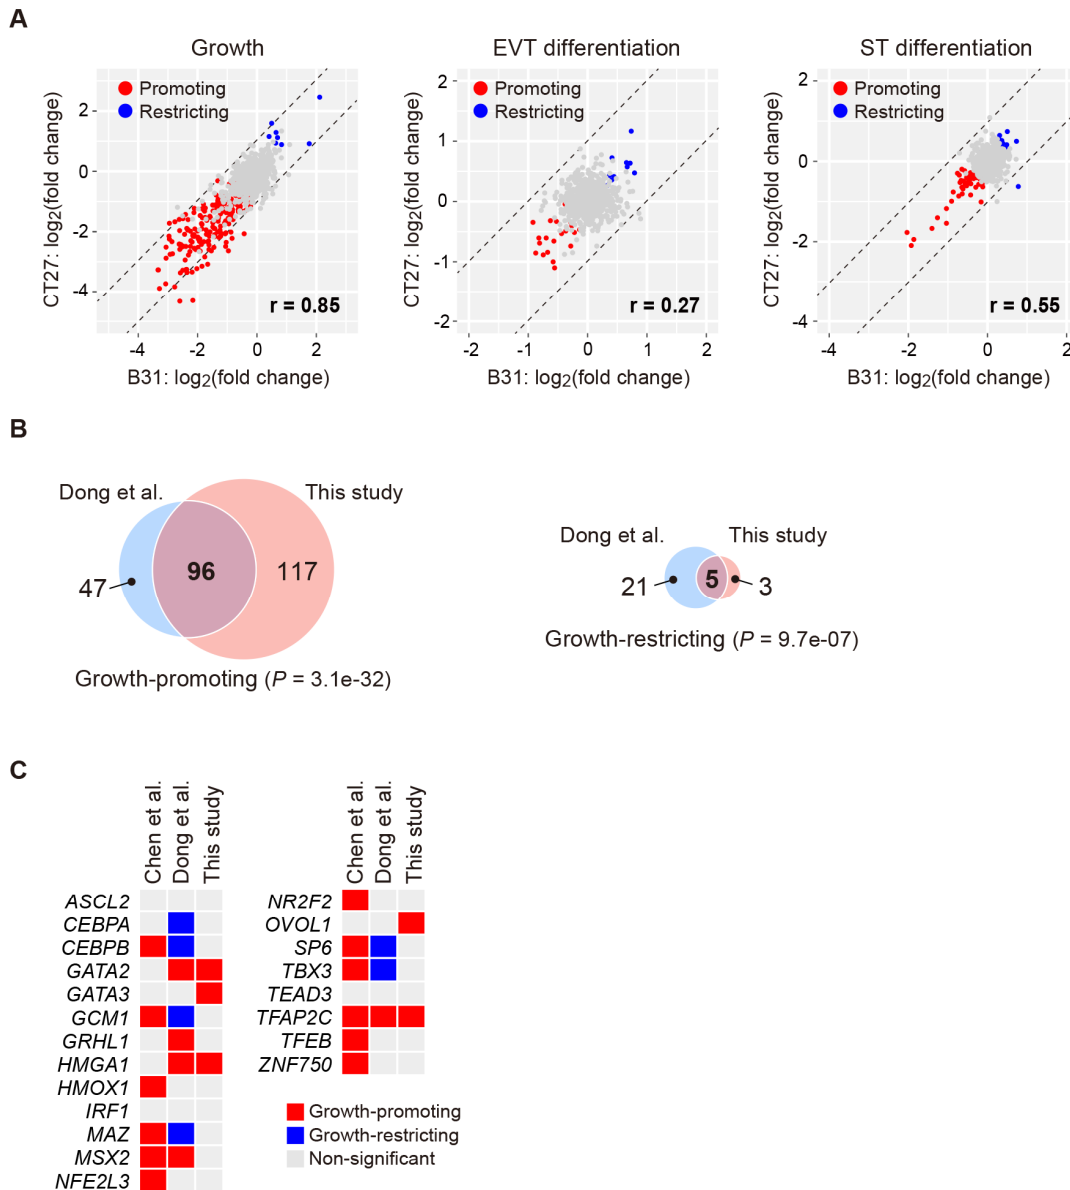 A
Growth
Promoting
Restricting
2
0
-2
-4
-4
-2
0
2
r = 0.85
CT27: log2(fold change)
B31: log2(fold change)
EVT differentiation
Promoting
Restricting
2
1
0
-1
-2
-2
-1
0
1
2
r = 0.27
CT27: log2(fold change)
B31: log2(fold change)
ST differentiation
Promoting
Restricting
2
0
-2
-4
-4
-2
0
2
r = 0.55
CT27: log2(fold change)
B31: log2(fold change)
B
Dong et al.
This study
47
96
117
Growth-promoting (P = 3.1e-32)
Dong et al.
This study
21
5
3
Growth-restricting (P = 9.7e-07)
C
Chen et al.
Dong et al.
This study
ASCL2
CEBPA
CEBPB
GATA2
GATA3
GCM1
GRHL1
HMGA1
HMOX1
IRF1
MAZ
MSX2
NFE2L3
Chen et al.
Dong et al.
This study
NR2F2
OVOL1
SP6
TBX3
TEAD3
TFAP2C
TFEB
ZNF750
Growth-promoting
Growth-restricting
Non-significant